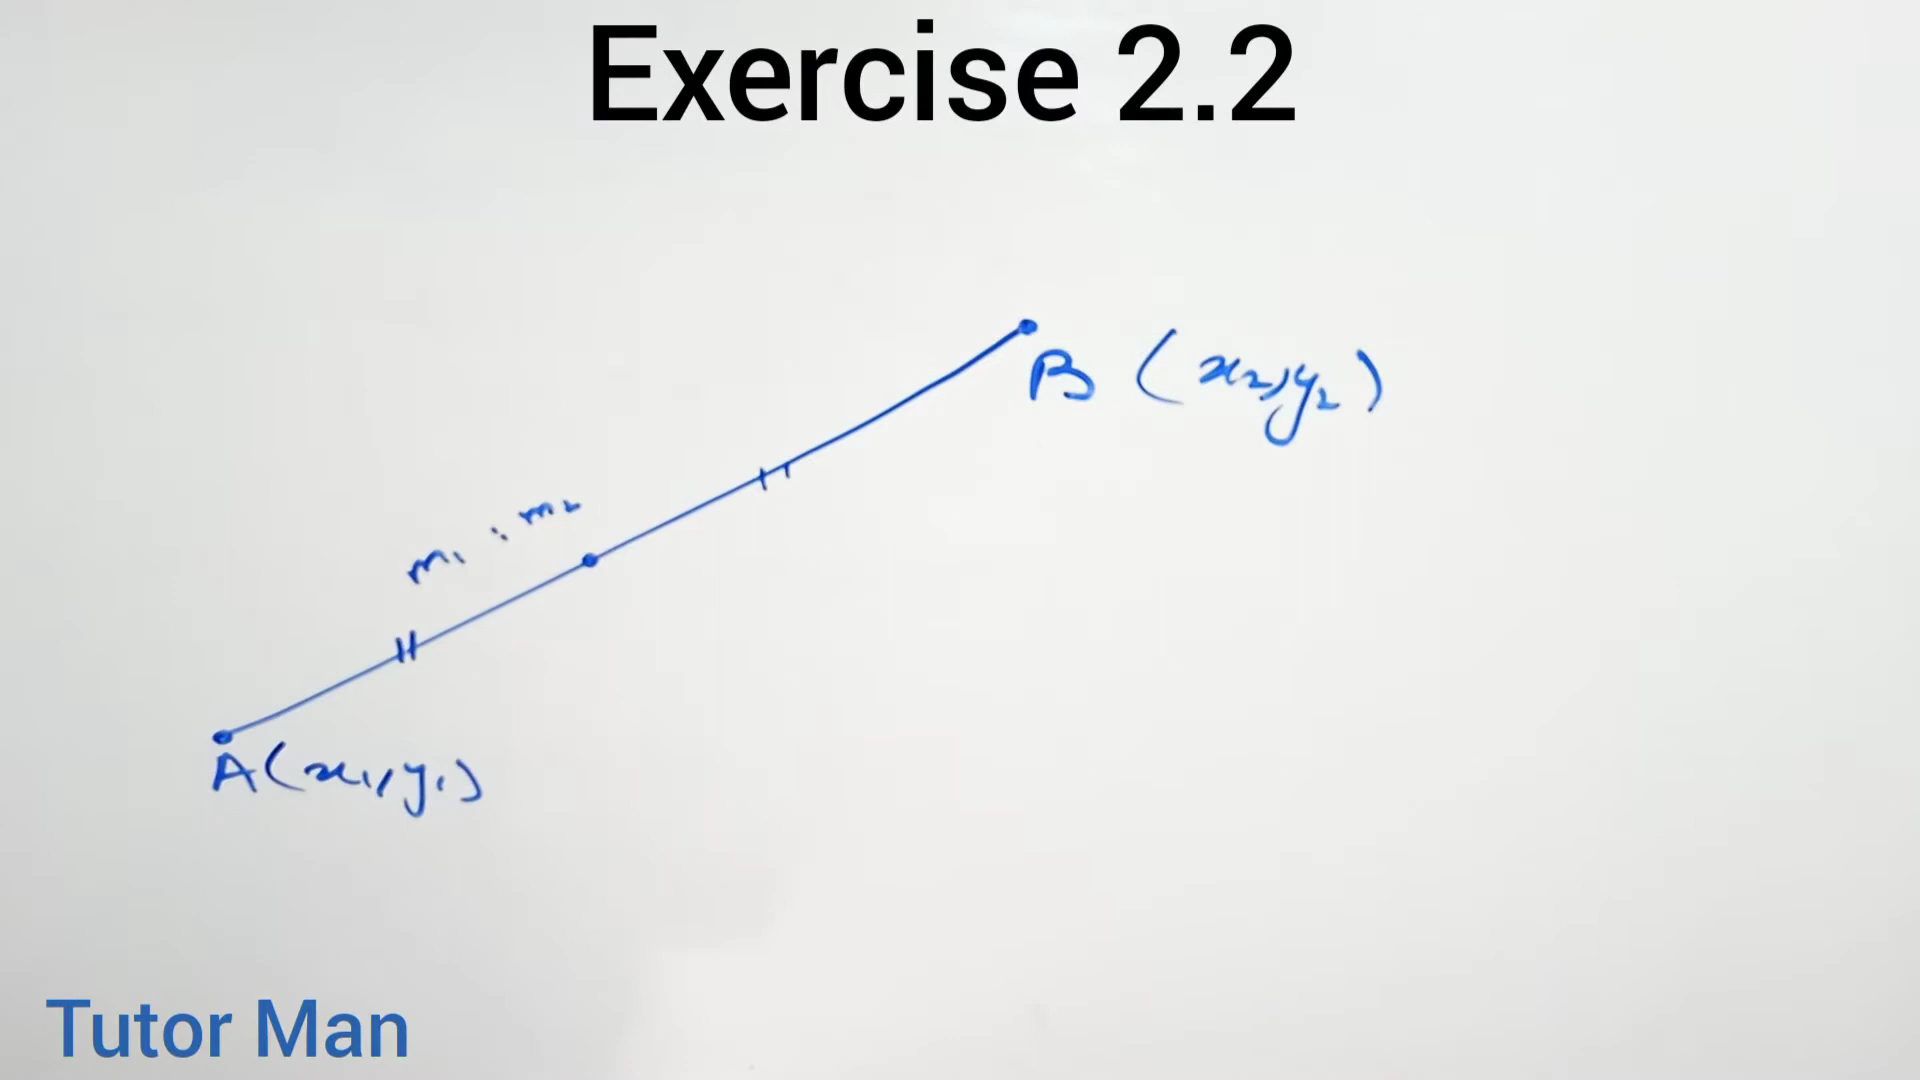 Exercise 2.2
B (x₂, y₂)
m₁ : m₂
A(x₁, y₁)
Tutor Man